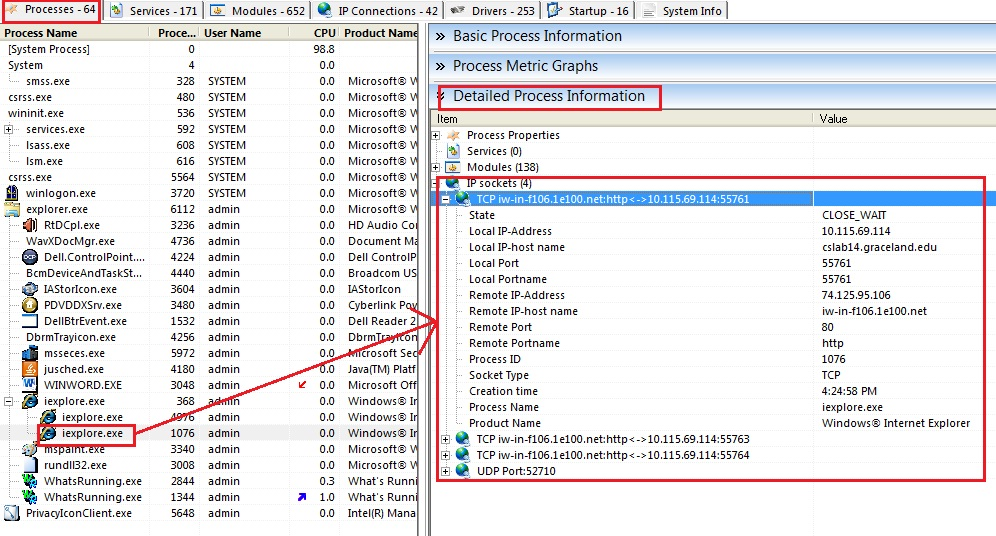 Processes - 64 Services - 171 Modules - 652 IP Connections - 42 Drivers - 253 Startup - 16 System Info
Process Name Proce... User Name CPU Product Name
[System Process] 0 98.8
System 4 0.0
smss.exe 328 SYSTEM 0.0 Microsoft® W
csrss.exe 480 SYSTEM 0.0 Microsoft® W
wininit.exe 536 SYSTEM 0.0 Microsoft® W
services.exe 592 SYSTEM 0.0 Microsoft® W
lsass.exe 608 SYSTEM 0.0 Microsoft® W
lsm.exe 616 SYSTEM 0.0 Microsoft® W
csrss.exe 5564 SYSTEM 0.0 Microsoft® W
winlogon.exe 3720 SYSTEM 0.0 Microsoft® W
explorer.exe 6112 admin 0.0 Microsoft® W
RtDCpl.exe 3876 admin 0.0 HD Audio Con
WavXDocMgr.exe 4736 admin 0.0 Document Ma
Dell.ControlPoint.... 4224 admin 0.0 Dell ControlP
BcmDeviceAndTaskSt... 4440 admin 0.0 Broadcom US
IAStorIcon.exe 3604 admin 0.0 IAStorIcon
PDVDDXSrv.exe 3480 admin 0.0 Cyberlink Pow
DellBtrEvent.exe 1532 admin 0.0 Dell Reader 2
DbrmTrayicon.exe 4256 admin 0.0 DbrmTrayicon
msseces.exe 5972 admin 0.0 Microsoft Sec
jusched.exe 4180 admin 0.0 Java(TM) Platf
WINWORD.EXE 3048 admin 0.0 Microsoft Off
iexplore.exe 368 admin 0.0 Windows® In
iexplore.exe 4976 admin 0.0 Windows® In
iexplore.exe 1076 admin 0.0 Windows® In
mspaint.exe 3340 admin 0.0 Microsoft® W
rundll32.exe 3008 admin 0.0 Microsoft® W
WhatsRunning.exe 2844 admin 0.3 What's Runni
WhatsRunning.exe 1344 admin 1.0 What's Runni
PrivacyIconClient.exe 5648 admin 0.0 Intel(R) Mana
Basic Process Information
Process Metric Graphs
Detailed Process Information
Item Value
Process Properties
Services (0)
Modules (138)
IP sockets (4)
TCP iw-in-f106.1e100.net:http<->10.115.69.114:55761
State CLOSE_WAIT
Local IP-Address 10.115.69.114
Local IP-host name cslab14.graceland.edu
Local Port 55761
Local Portname 55761
Remote IP-Address 74.125.95.106
Remote IP-host name iw-in-f106.1e100.net
Remote Port 80
Remote Portname http
Process ID 1076
Socket Type TCP
Creation time 4:24:58 PM
Process Name iexplore.exe
Product Name Windows® Internet Explorer
TCP iw-in-f106.1e100.net:http<->10.115.69.114:55763
TCP iw-in-f106.1e100.net:http<->10.115.69.114:55764
UDP Port:52710